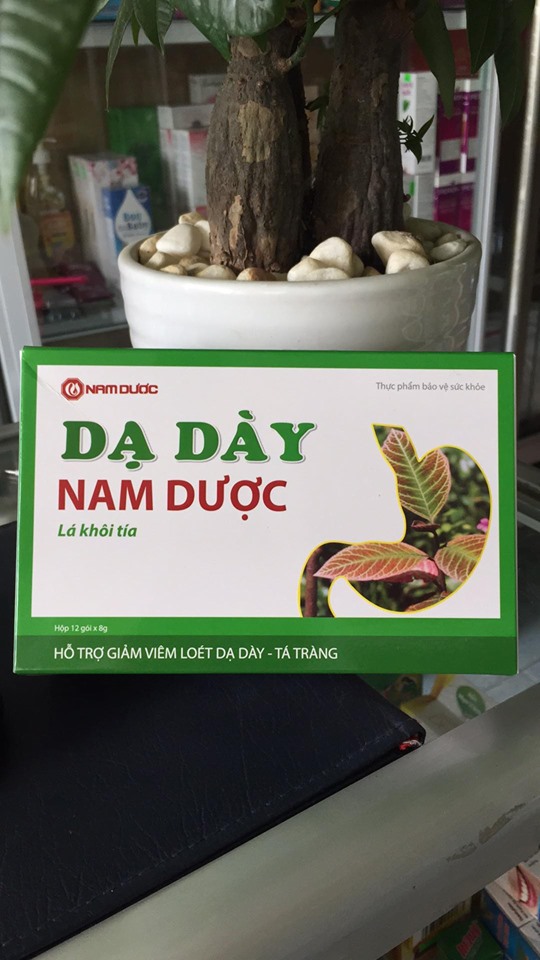 NAM DƯỢC
Thực phẩm bảo vệ sức khỏe
DẠ DÀY
NAM DƯỢC
Lá khôi tía
Hộp 12 gói x 8g
HỖ TRỢ GIẢM VIÊM LOÉT DẠ DÀY - TÁ TRÀNG